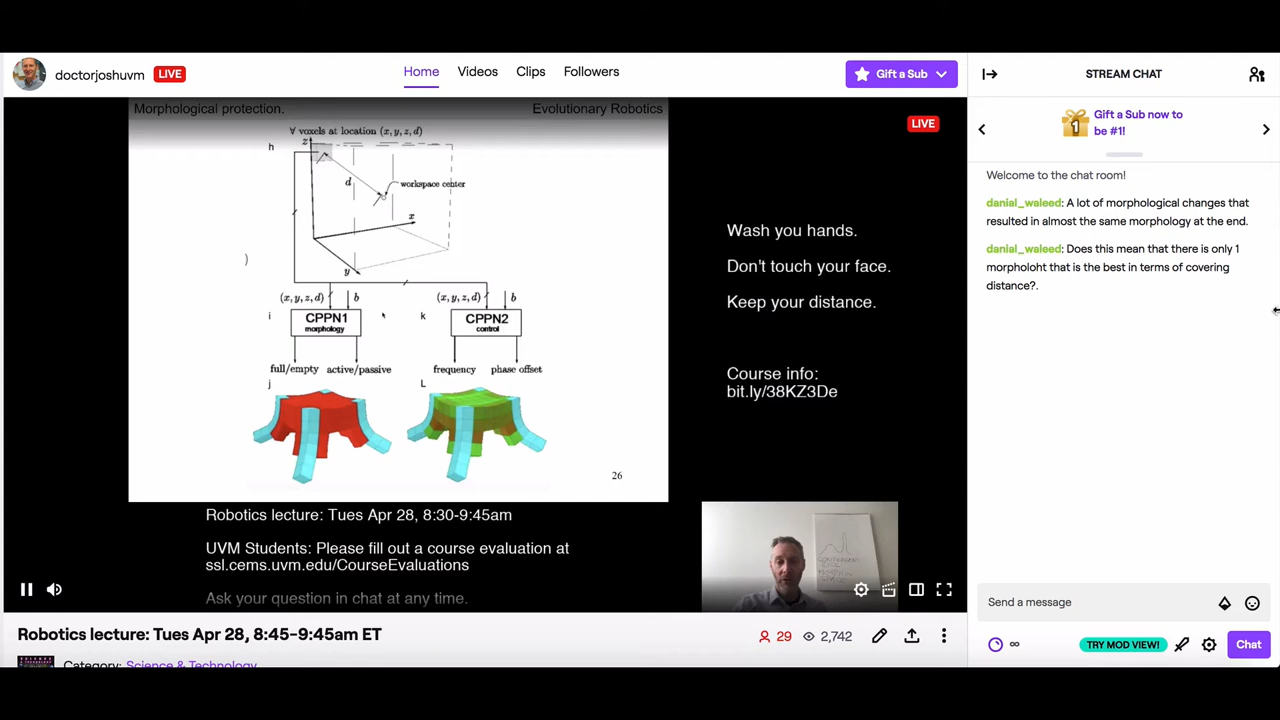 doctorjoshuvm
LIVE
Home
Videos
Clips
Followers
Gift a Sub
STREAM CHAT
Morphological protection.
Evolutionary Robotics
LIVE
1
Gift a Sub now to
be #1!
∀ voxels at location (x, y, z, d)
h
z
d
workspace center
x
y
)
(x, y, z, d)
b
(x, y, z, d)
b
i
CPPN1
morphology
k
CPPN2
control
full/empty
active/passive
frequency
phase offset
j
L
26
Wash you hands.
Don't touch your face.
Keep your distance.
Course info:
bit.ly/38KZ3De
Robotics lecture: Tues Apr 28, 8:30-9:45am
UVM Students: Please fill out a course evaluation at
ssl.cems.uvm.edu/CourseEvaluations
Ask your question in chat at any time.
Robotics lecture: Tues Apr 28, 8:45-9:45am ET
29
2,742
Category: Science & Technology
Welcome to the chat room!
danial_waleed: A lot of morphological changes that
resulted in almost the same morphology at the end.
danial_waleed: Does this mean that there is only 1
morpholoht that is the best in terms of covering
distance?.
Send a message
∞
TRY MOD VIEW!
Chat